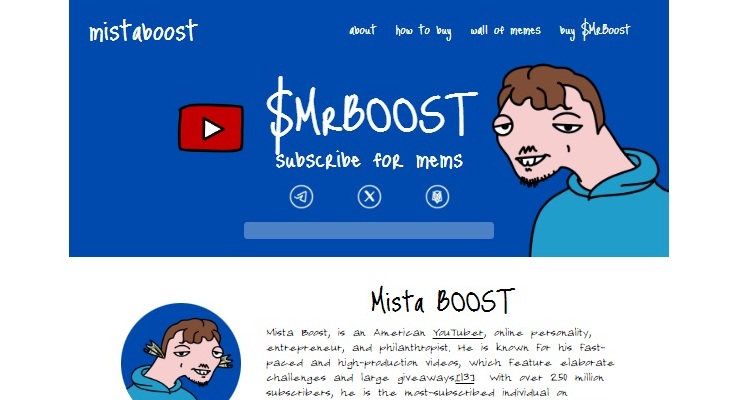 mistaboost
about how to buy wall of memes buy $MrBOOST
$MrBOOST
subscribe for mems
Mista BOOST
Mista Boost, is an American YouTuber, online personality,
entrepreneur, and philanthropist. He is known for his fast-
paced and high-production videos, which feature elaborate
challenges and large giveaways.[13] With over 250 million
subscribers, he is the most-subscribed individual on